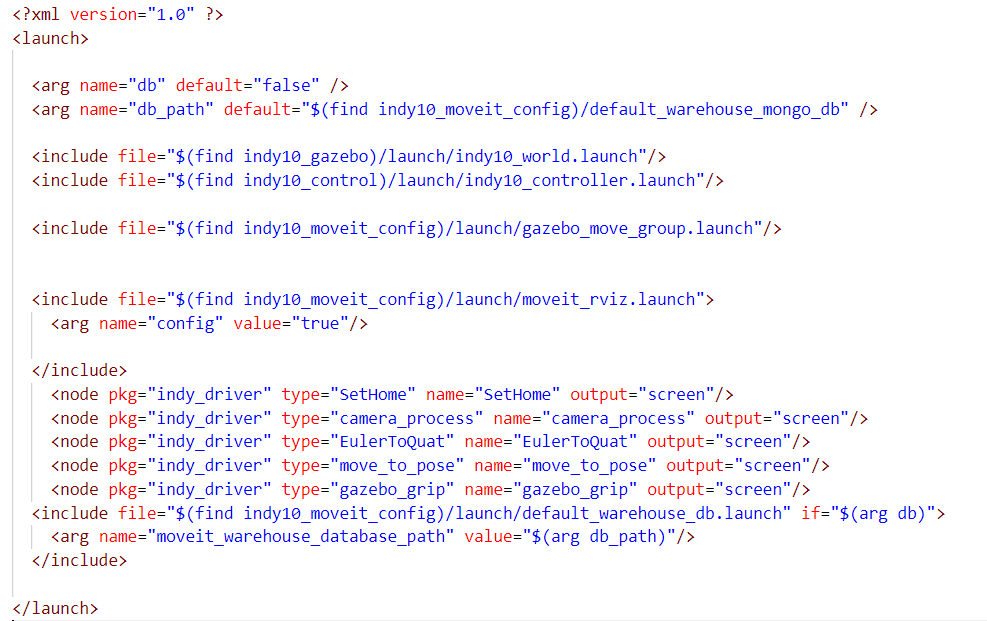 <?xml version="1.0" ?>
<launch>
<arg name="db" default="false" />
<arg name="db_path" default="$(find indy10_moveit_config)/default_warehouse_mongo_db" />
<include file="$(find indy10_gazebo)/launch/indy10_world.launch"/>
<include file="$(find indy10_control)/launch/indy10_controller.launch"/>
<include file="$(find indy10_moveit_config)/launch/gazebo_move_group.launch"/>
<include file="$(find indy10_moveit_config)/launch/moveit_rviz.launch">
<arg name="config" value="true"/>
</include>
<node pkg="indy_driver" type="SetHome" name="SetHome" output="screen"/>
<node pkg="indy_driver" type="camera_process" name="camera_process" output="screen"/>
<node pkg="indy_driver" type="EulerToQuat" name="EulerToQuat" output="screen"/>
<node pkg="indy_driver" type="move_to_pose" name="move_to_pose" output="screen"/>
<node pkg="indy_driver" type="gazebo_grip" name="gazebo_grip" output="screen"/>
<include file="$(find indy10_moveit_config)/launch/default_warehouse_db.launch" if="$(arg db)">
<arg name="moveit_warehouse_database_path" value="$(arg db_path)"/>
</include>
</launch>